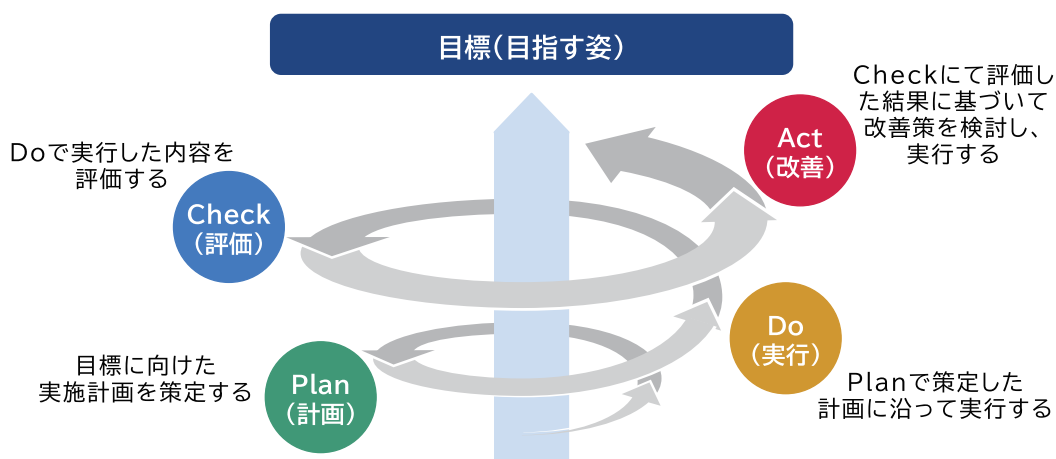 目標(目指す姿)
Checkにて評価し
た結果に基づいて
改善策を検討し、
実行する
Act
(改善)
Doで実行した内容を
評価する
Check
(評価)
Do
(実行)
Planで策定した
計画に沿って実行する
目標に向けた
実施計画を策定する
Plan
(計画)